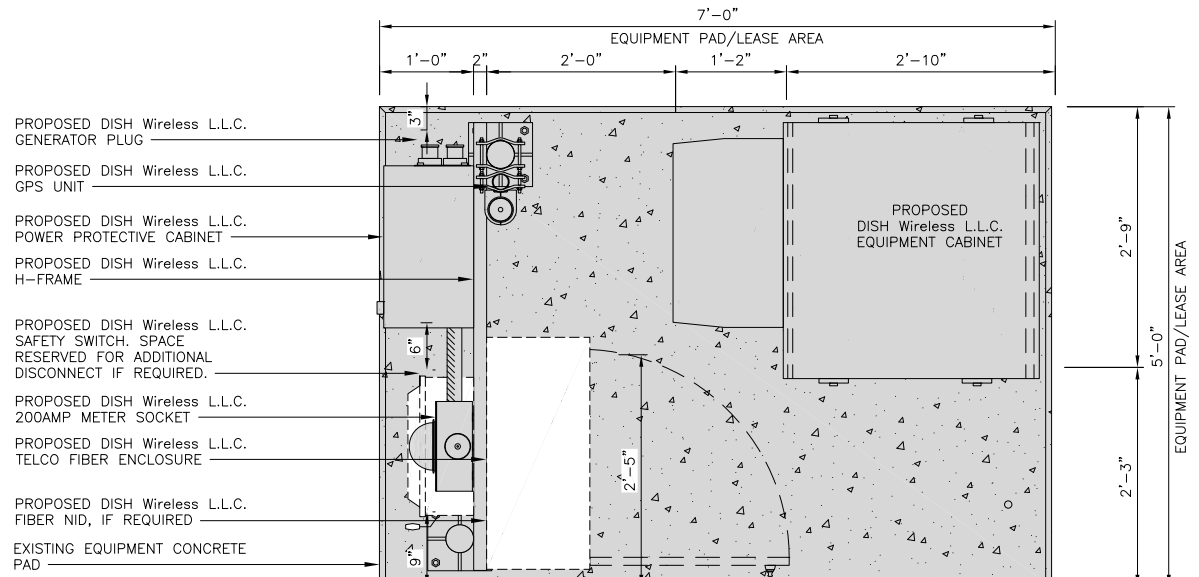 7'-0"
EQUIPMENT PAD/LEASE AREA
1'-0"
2"
2'-0"
1'-2"
2'-10"
3"
PROPOSED DISH Wireless L.L.C.
GENERATOR PLUG
PROPOSED DISH Wireless L.L.C.
GPS UNIT
PROPOSED DISH Wireless L.L.C.
POWER PROTECTIVE CABINET
PROPOSED DISH Wireless L.L.C.
H-FRAME
PROPOSED DISH Wireless L.L.C.
SAFETY SWITCH. SPACE
RESERVED FOR ADDITIONAL
DISCONNECT IF REQUIRED.
PROPOSED DISH Wireless L.L.C.
200AMP METER SOCKET
PROPOSED DISH Wireless L.L.C.
TELCO FIBER ENCLOSURE
PROPOSED DISH Wireless L.L.C.
FIBER NID, IF REQUIRED
EXISTING EQUIPMENT CONCRETE
PAD
6"
9"
2'-5"
PROPOSED
DISH Wireless L.L.C.
EQUIPMENT CABINET
2'-9"
2'-3"
5'-0"
EQUIPMENT PAD/LEASE AREA